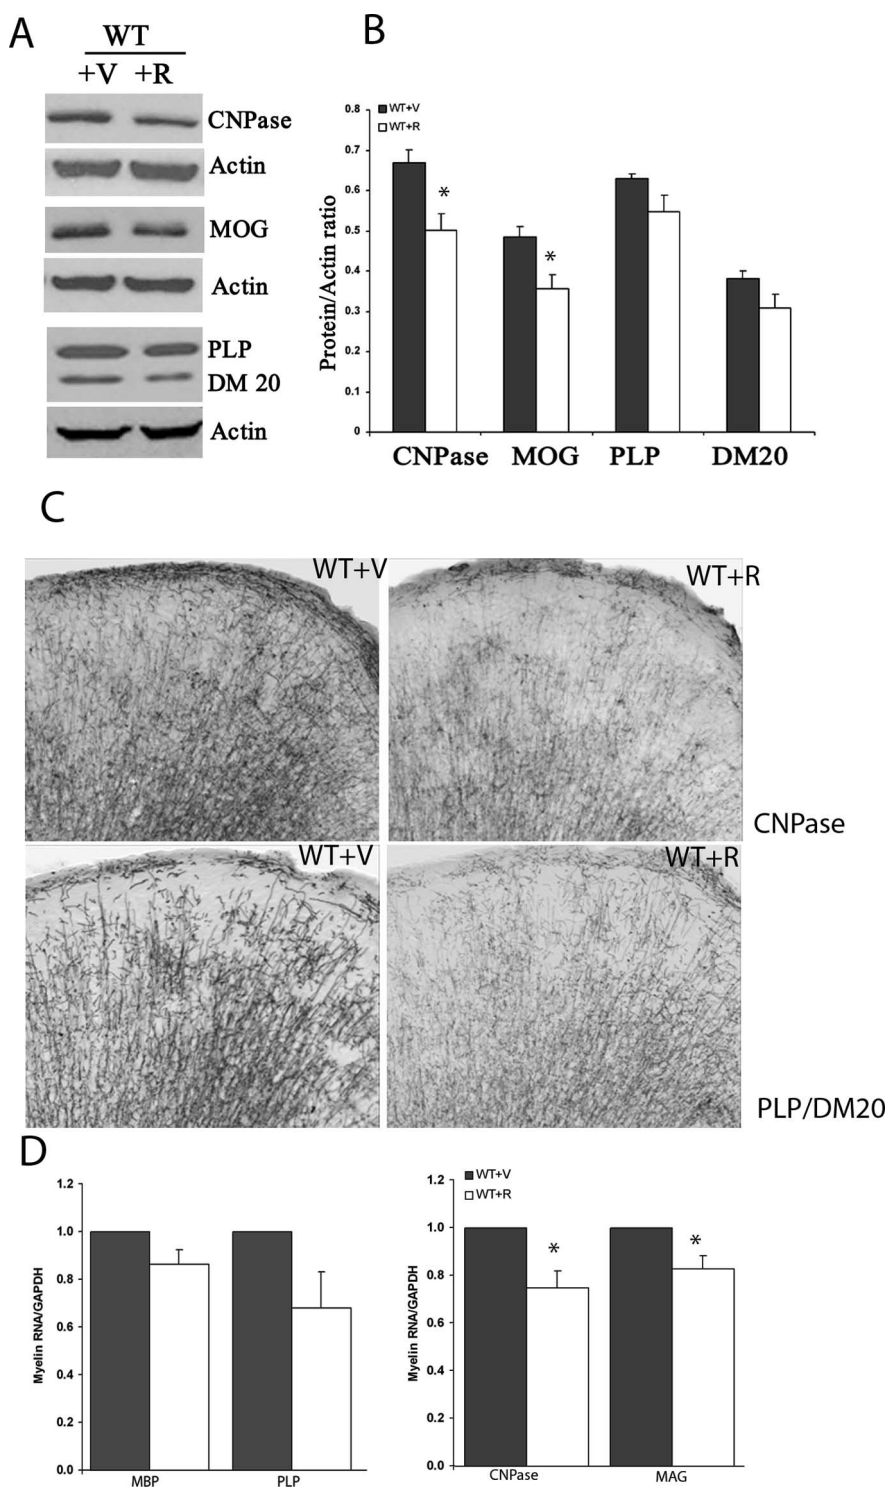 A
WT
+V +R
CNPase
Actin
MOG
Actin
PLP
DM 20
Actin
B
WT+V
WT+R
Protein/Actin ratio
0.8
0.7
0.6
0.5
0.4
0.3
0.2
0.1
0
*
*
CNPase MOG PLP DM20
C
WT+V
WT+R
CNPase
WT+V
WT+R
PLP/DM20
D
Myelin RNA/GAPDH
1.2
1.0
0.8
0.6
0.4
0.2
0.0
MBP PLP
WT+V
WT+R
Myelin RNA/GAPDH
1.2
1.0
0.8
0.6
0.4
0.2
0.0
*
*
CNPase MAG